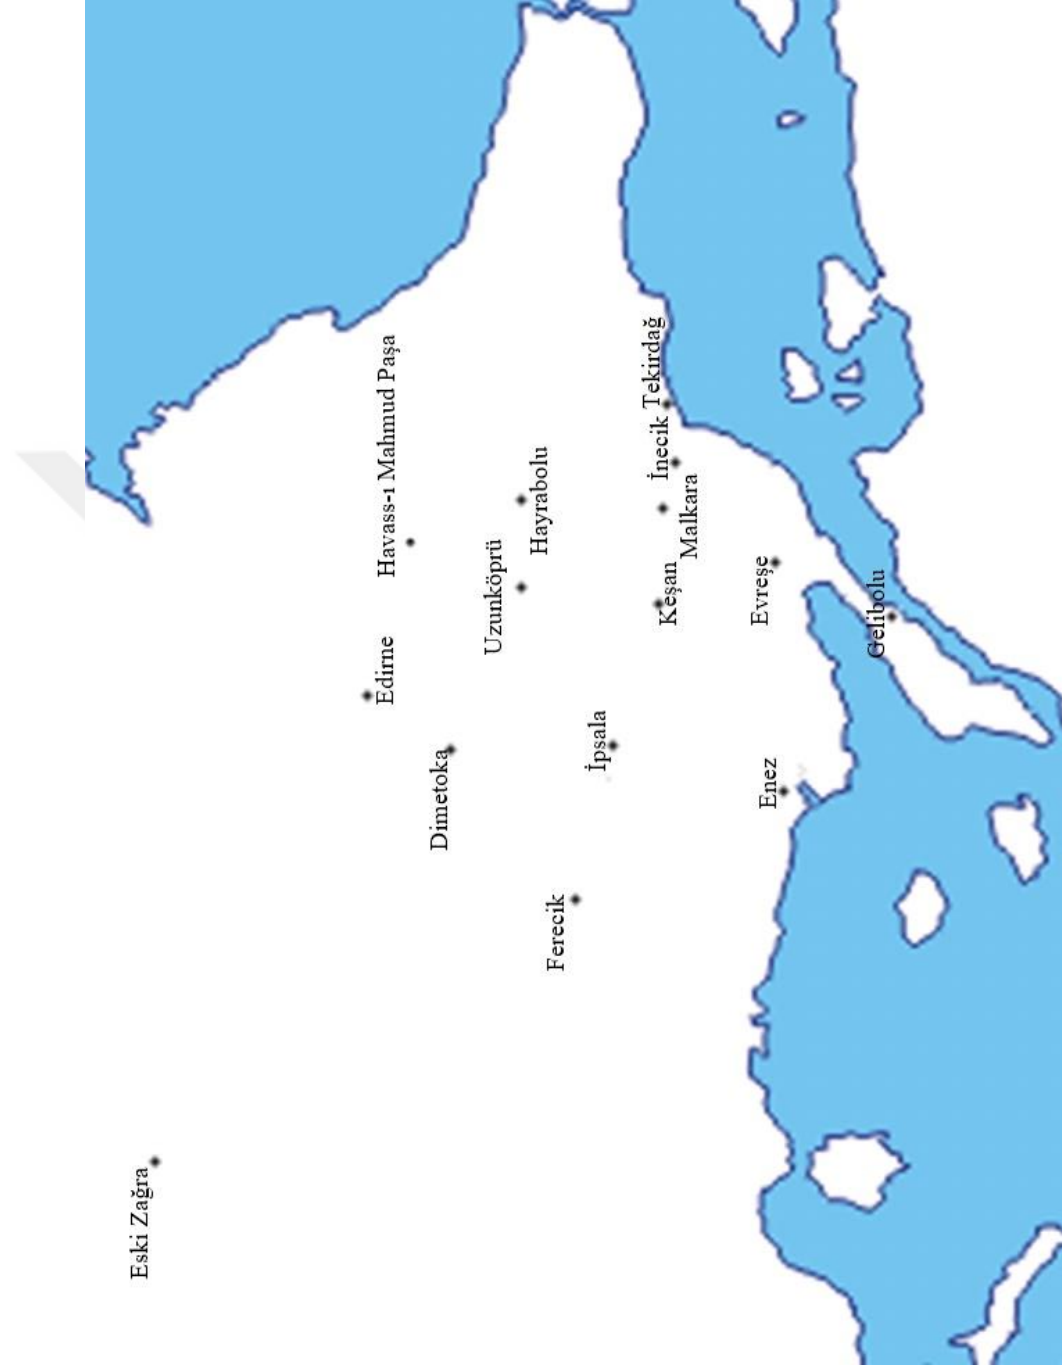 Eski Zağra
Havass-ı Mahmud Paşa
Edirne
Dimetoka
Uzunköprü
Hayrabolu
Ferecik
İpsala
Tekirdağ
İnecik
Malkara
Keşan
Evreşe
Enez
Gelibolu